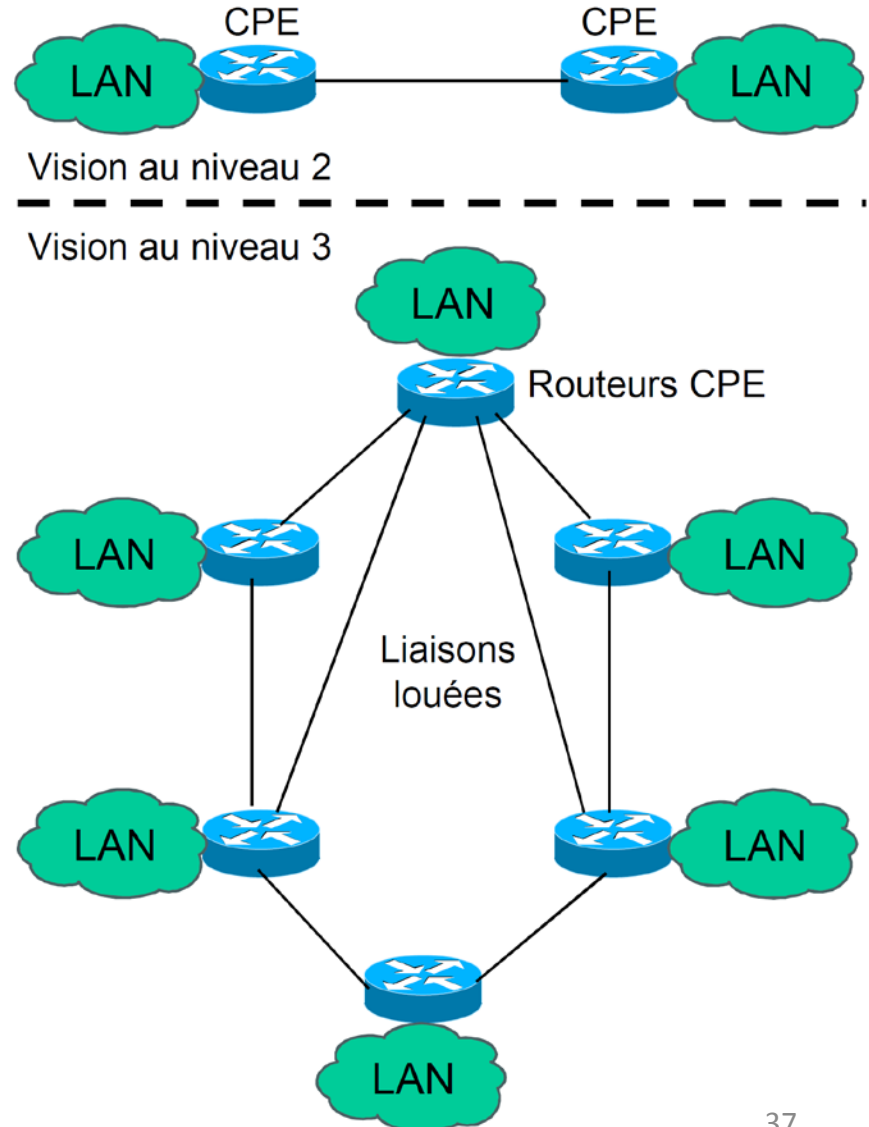 CPE
CPE
LAN
LAN
Vision au niveau 2
Vision au niveau 3
LAN
Routeurs CPE
LAN
LAN
Liaisons
louées
LAN
LAN
LAN
37